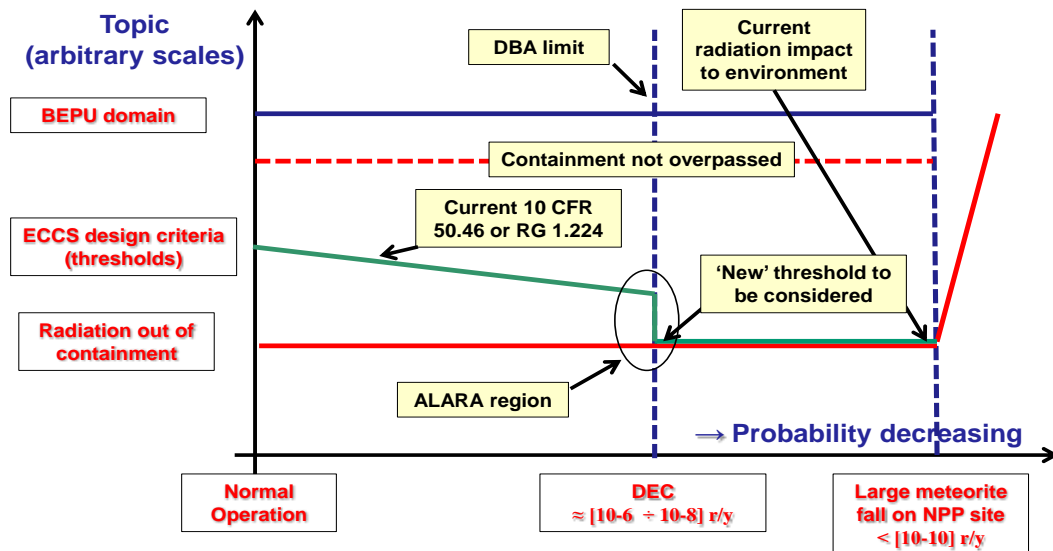 Topic
(arbitrary scales)
DBA limit
Current
radiation impact
to environment
BEPU domain
Containment not overpassed
Current 10 CFR
50.46 or RG 1.224
ECCS design criteria
(thresholds)
‘New’ threshold to
be considered
Radiation out of
containment
ALARA region
→ Probability decreasing
Normal
Operation
DEC
≈ [10-6 ÷ 10-8] r/y
Large meteorite
fall on NPP site
< [10-10] r/y